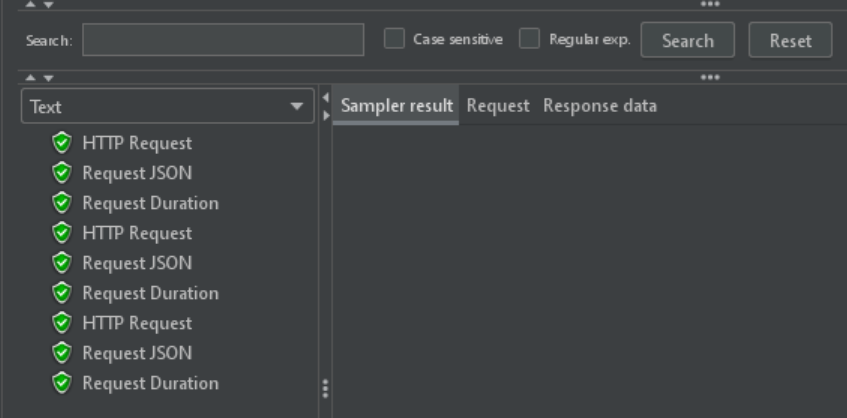 Search: Case sensitive Regular exp. Search Reset
Text
Sampler result Request Response data
HTTP Request
Request JSON
Request Duration
HTTP Request
Request JSON
Request Duration
HTTP Request
Request JSON
Request Duration